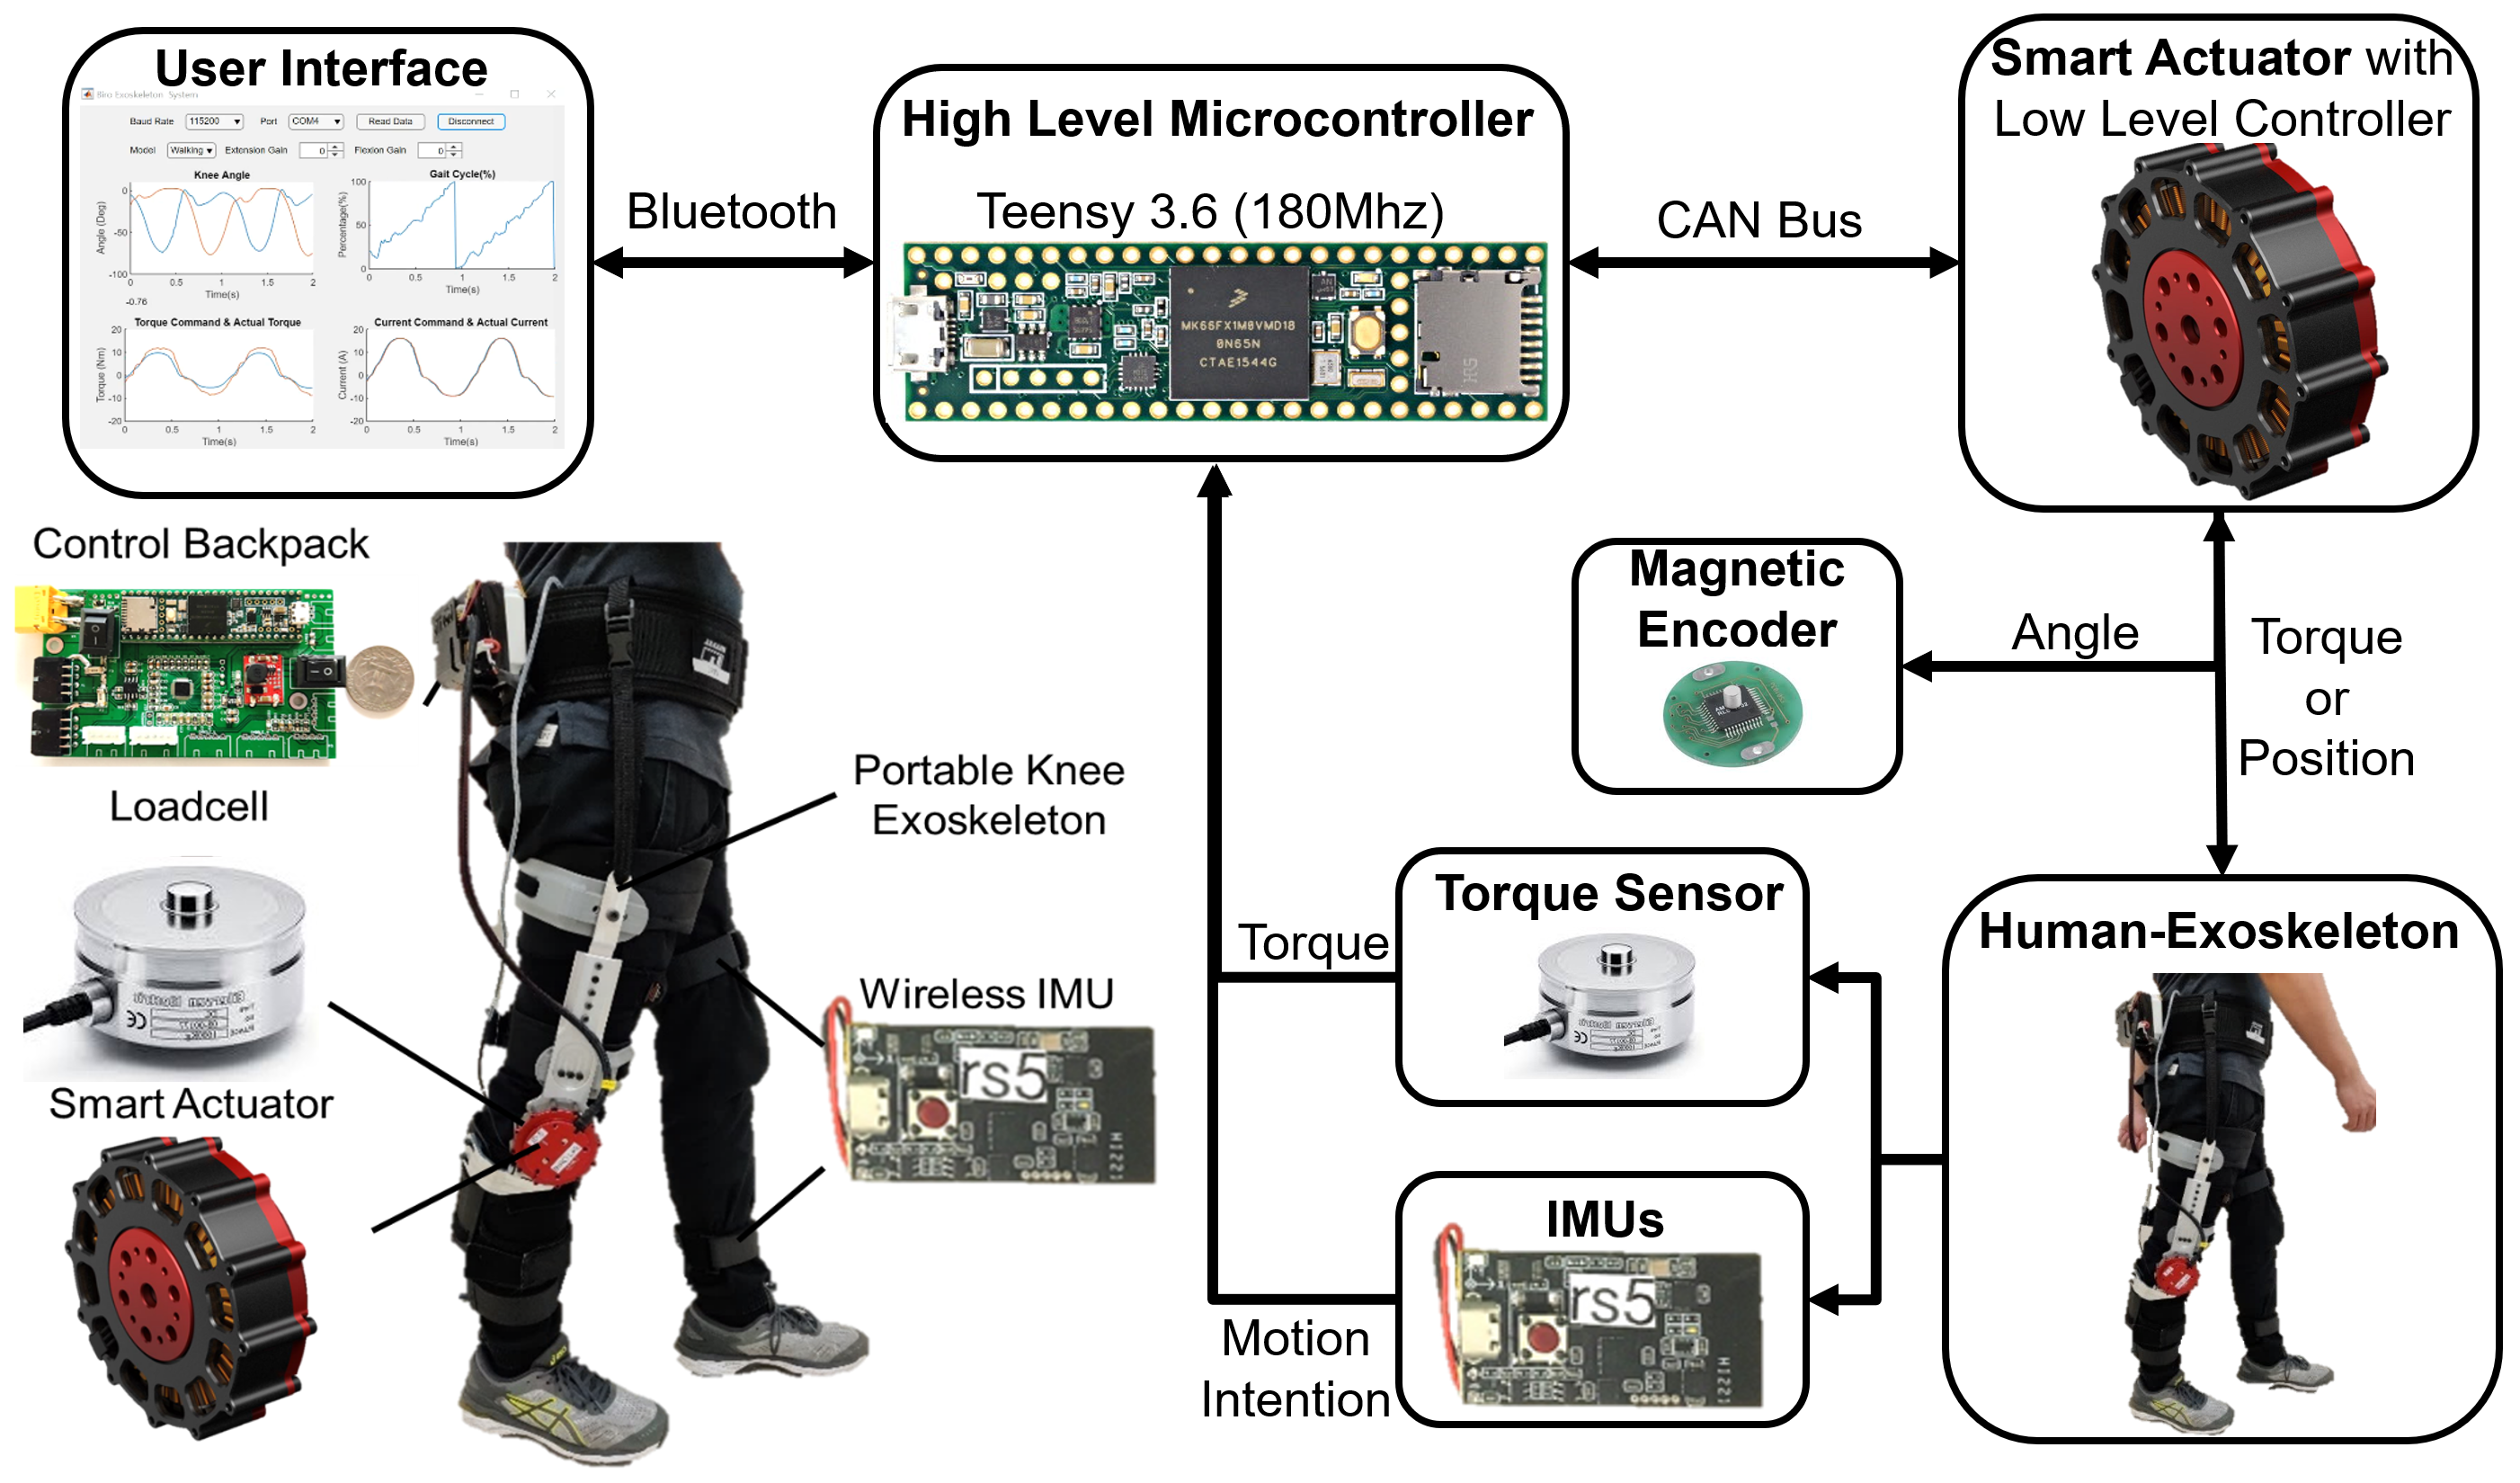 User Interface
Biro Exoskeleton System
Baud Rate 115200 Port COM4 Read Data Disconnect
Model Walking Extension Gain 0 Flexion Gain 0
Knee Angle
Angle (Deg)
0
-50
-100
0 0.5 1 1.5 2
Time(s)
-0.76
Gait Cycle(%)
Percentage(%)
100
50
0
0 0.5 1 1.5 2
Time(s)
Torque Command & Actual Torque
Torque (Nm)
20
10
0
-10
-20
0 0.5 1 1.5 2
Time(s)
Current Command & Actual Current
Current (A)
20
10
0
-10
-20
0 0.5 1 1.5 2
Time(s)
Bluetooth
High Level Microcontroller
Teensy 3.6 (180Mhz)
MK66FX1M0VMD18
0N65N
CTAE1544G
CAN Bus
Smart Actuator with
Low Level Controller
Magnetic
Encoder
Angle
Torque
or
Position
Control Backpack
Loadcell
Smart Actuator
Portable Knee
Exoskeleton
Wireless IMU
rs5
H1221
Torque
Torque Sensor
CE
Human-Exoskeleton
IMUs
rs5
H1221
Motion
Intention